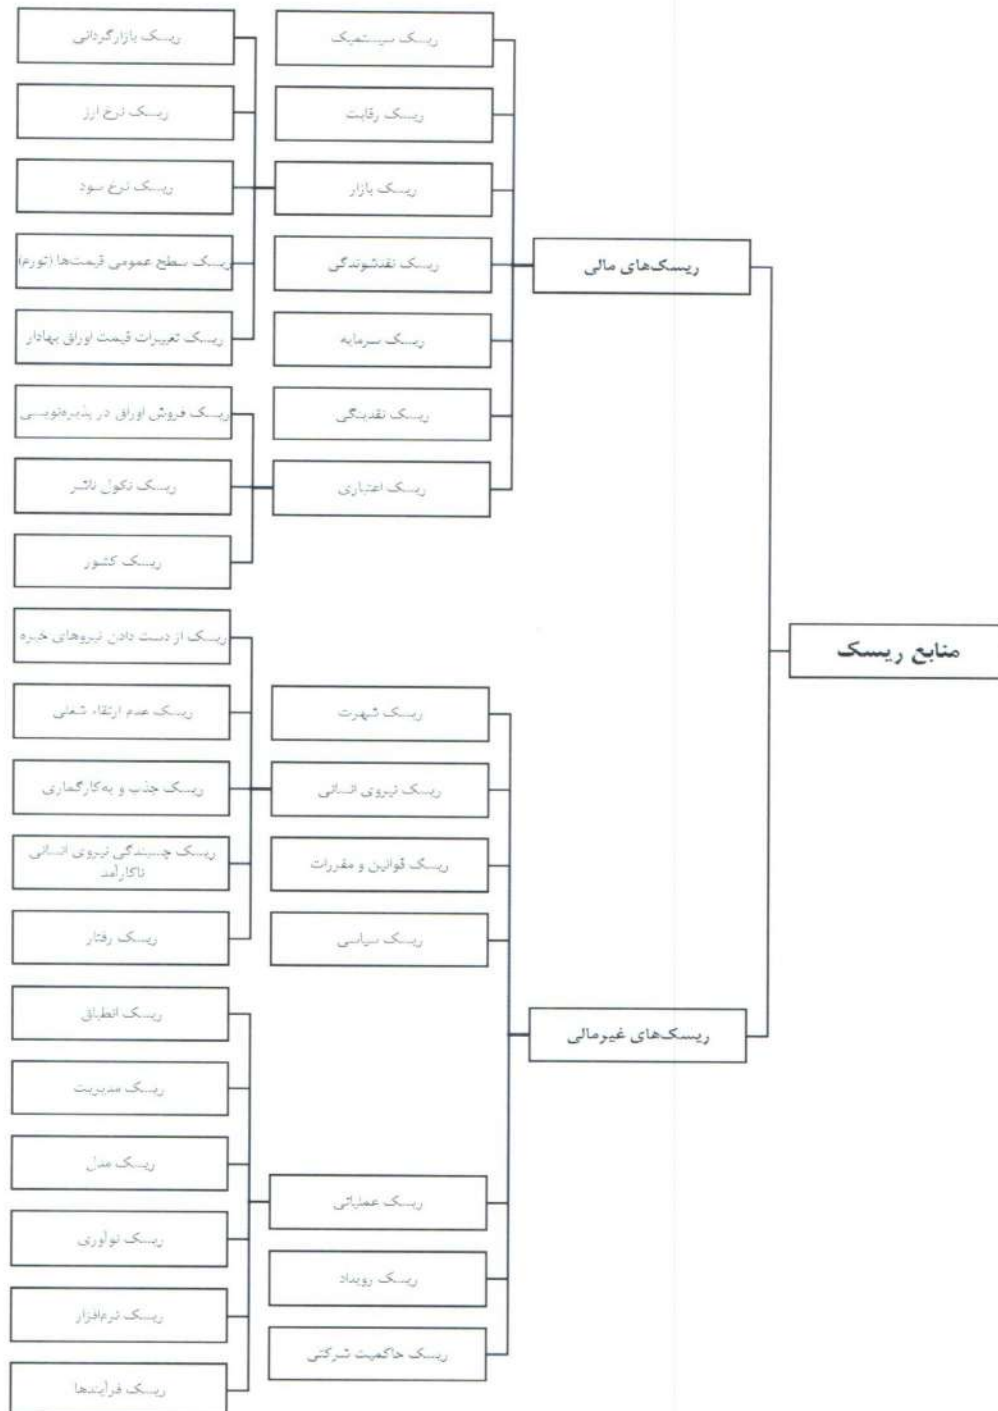 منابع ریسک
ریسک‌های مالی
ریسک سیستمیک
ریسک رقابت
ریسک بازار
ریسک بازارگردانی
ریسک نرخ ارز
ریسک نرخ سود
ریسک سطح عمومی قیمت‌ها (تورم)
ریسک تغییرات قیمت اوراق بهادار
ریسک نقدشوندگی
ریسک سرمایه
ریسک نقدینگی
ریسک اعتباری
ریسک فروش اوراق در پذیره‌نویسی
ریسک نکول ناشر
ریسک کشور
ریسک‌های غیرمالی
ریسک شهرت
ریسک نیروی انسانی
ریسک از دست دادن نیروهای خبره
ریسک عدم ارتقاء شغلی
ریسک جذب و به‌کارگماری
ریسک چسبندگی نیروی انسانی
ناکارآمد
ریسک رفتار
ریسک قوانین و مقررات
ریسک سیاسی
ریسک عملیاتی
ریسک انطباق
ریسک مدیریت
ریسک مدل
ریسک نوآوری
ریسک نرم‌افزار
ریسک فرآیندها
ریسک رویداد
ریسک حاکمیت شرکتی